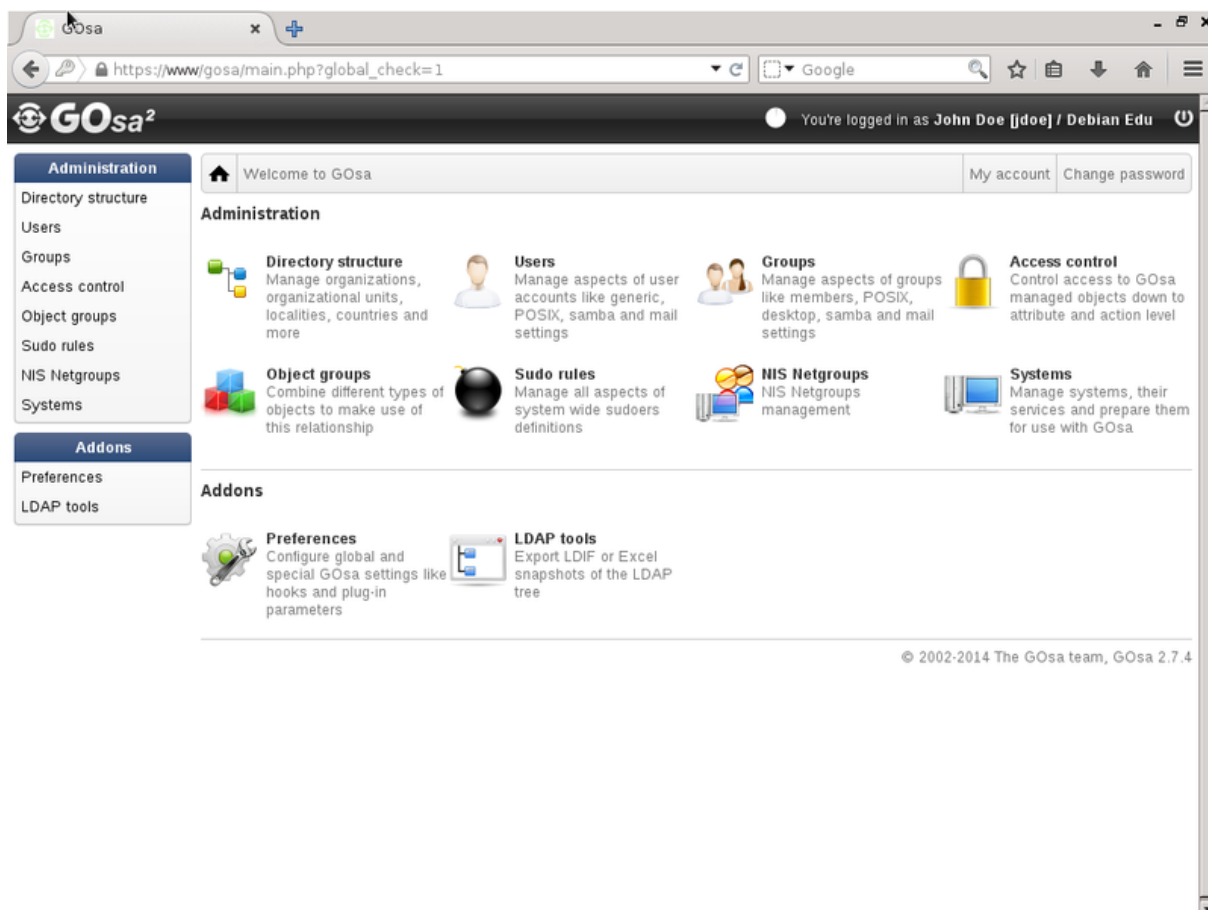 GOsa
https://www/gosa/main.php?global_check=1
Google
GOsa²
You're logged in as John Doe [jdoe] / Debian Edu
Administration
Directory structure
Users
Groups
Access control
Object groups
Sudo rules
NIS Netgroups
Systems
Addons
Preferences
LDAP tools
Welcome to GOsa
My account
Change password
Administration
Directory structure
Manage organizations,
organizational units,
localities, countries and
more
Users
Manage aspects of user
accounts like generic,
POSIX, samba and mail
settings
Groups
Manage aspects of groups
like members, POSIX,
desktop, samba and mail
settings
Access control
Control access to GOsa
managed objects down to
attribute and action level
Object groups
Combine different types of
objects to make use of
this relationship
Sudo rules
Manage all aspects of
system wide sudoers
definitions
NIS Netgroups
NIS Netgroups
management
Systems
Manage systems, their
services and prepare them
for use with GOsa
Addons
Preferences
Configure global and
special GOsa settings like
hooks and plug-in
parameters
LDAP tools
Export LDIF or Excel
snapshots of the LDAP
tree
© 2002-2014 The GOsa team, GOsa 2.7.4